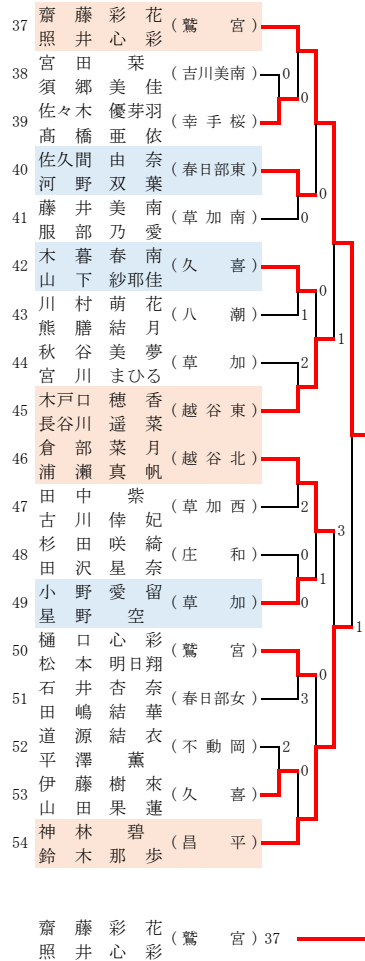 37 齋藤彩花 (鷲宮)
照井心彩
38 宮田栞 (吉川美南) 0
須郷美佳
0
39 佐々木優芽羽 (幸手桜)
髙橋亜依
40 佐久間由奈 (春日部東) 0
河野双葉
41 藤井美南 (草加南) 0
服部乃愛
42 木暮春南 (久喜)
山下紗耶佳
0
43 川村萌花 (八潮) 1
熊膳結月
1
44 秋谷美夢 (草加) 2
宮川まひる
45 木戸口穂香 (越谷東)
長谷川遥菜
46 倉部菜月 (越谷北)
浦瀬真帆
47 田中紫 (草加西) 2
古川倖妃
3
48 杉田咲綺 (庄和) 0
田沢星奈
1
49 小野愛留 (草加) 0
星野空
1
50 樋口心彩 (鷲宮)
松本明日翔
0
51 石井杏奈 (春日部女) 3
田嶋結華
52 道源結衣 (不動岡) 2
平澤薫
0
53 伊藤樹來 (久喜)
山田果蓮
54 神林碧 (昌平)
鈴木那歩
齋藤彩花 (鷲宮) 37
照井心彩